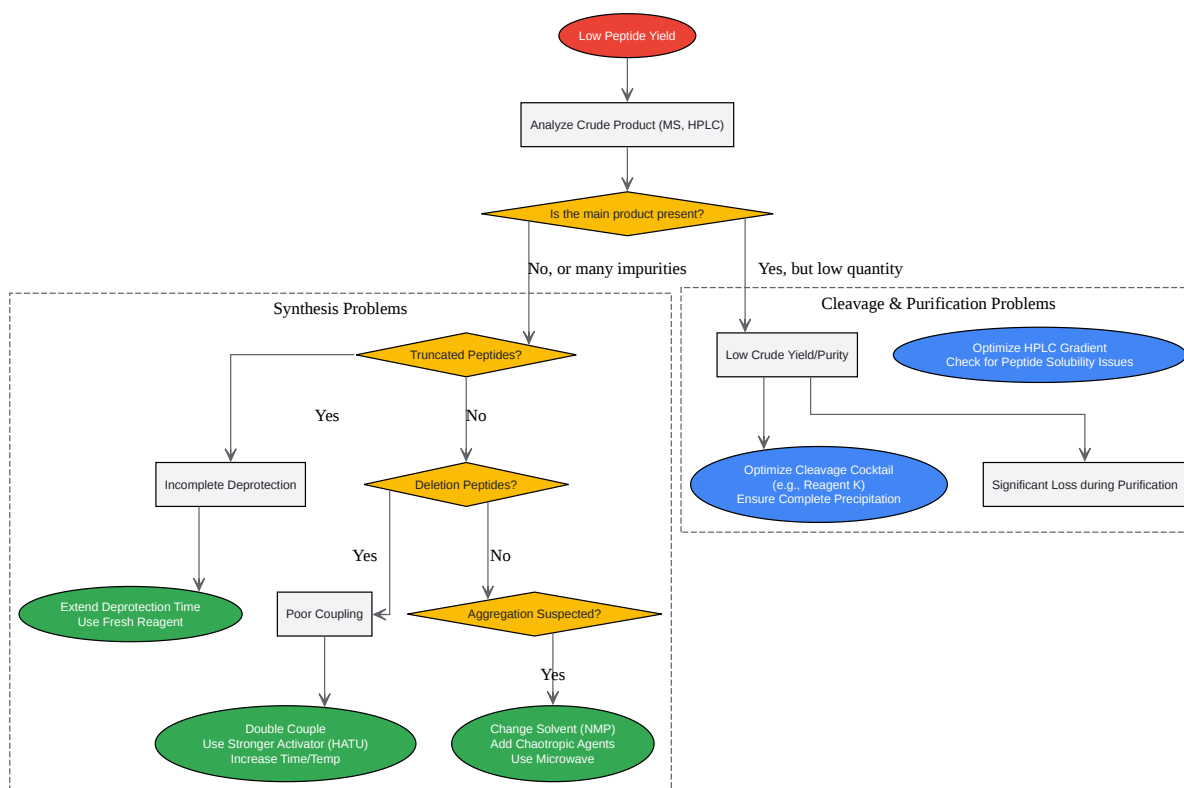 Low Peptide Yield
Analyze Crude Product (MS, HPLC)
Is the main product present?
No, or many impurities
Yes, but low quantity
Synthesis Problems
Cleavage & Purification Problems
Truncated Peptides?
Low Crude Yield/Purity
Optimize HPLC Gradient
Check for Peptide Solubility Issues
Yes
No
Incomplete Deprotection
Deletion Peptides?
Optimize Cleavage Cocktail
(e.g., Reagent K)
Ensure Complete Precipitation
Significant Loss during Purification
Yes
No
Extend Deprotection Time
Use Fresh Reagent
Poor Coupling
Aggregation Suspected?
Yes
Double Couple
Use Stronger Activator (HATU)
Increase Time/Temp
Change Solvent (NMP)
Add Chaotropic Agents
Use Microwave